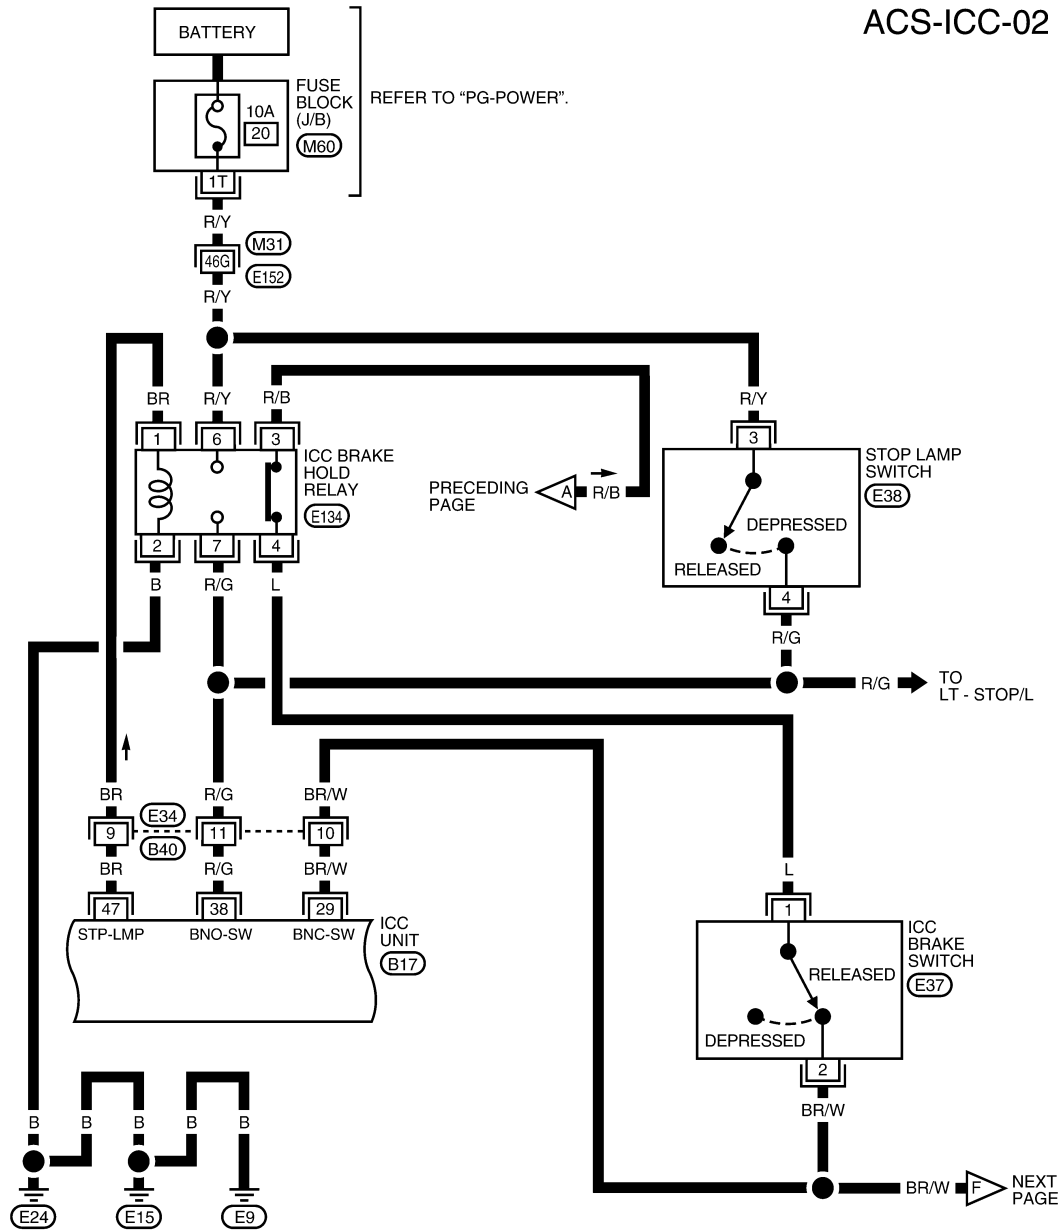 ACS-ICC-02
BATTERY
FUSE
BLOCK
(J/B)
M60
10A
20
REFER TO “PG-POWER”.
1T
R/Y
M31
46G
E152
R/Y
BR
R/Y
R/B
R/Y
1
6
3
3
ICC BRAKE
HOLD
RELAY
E134
STOP LAMP
SWITCH
E38
PRECEDING
PAGE
A
R/B
DEPRESSED
RELEASED
2
7
4
4
B
R/G
L
R/G
R/G
TO
LT - STOP/L
BR
R/G
BR/W
E34
9
11
10
B40
BR
R/G
BR/W
L
47
38
29
1
STP-LMP
BNO-SW
BNC-SW
ICC
UNIT
B17
ICC
BRAKE
SWITCH
E37
RELEASED
DEPRESSED
2
BR/W
B
B
B
B
B
BR/W
F
NEXT
PAGE
E24
E15
E9